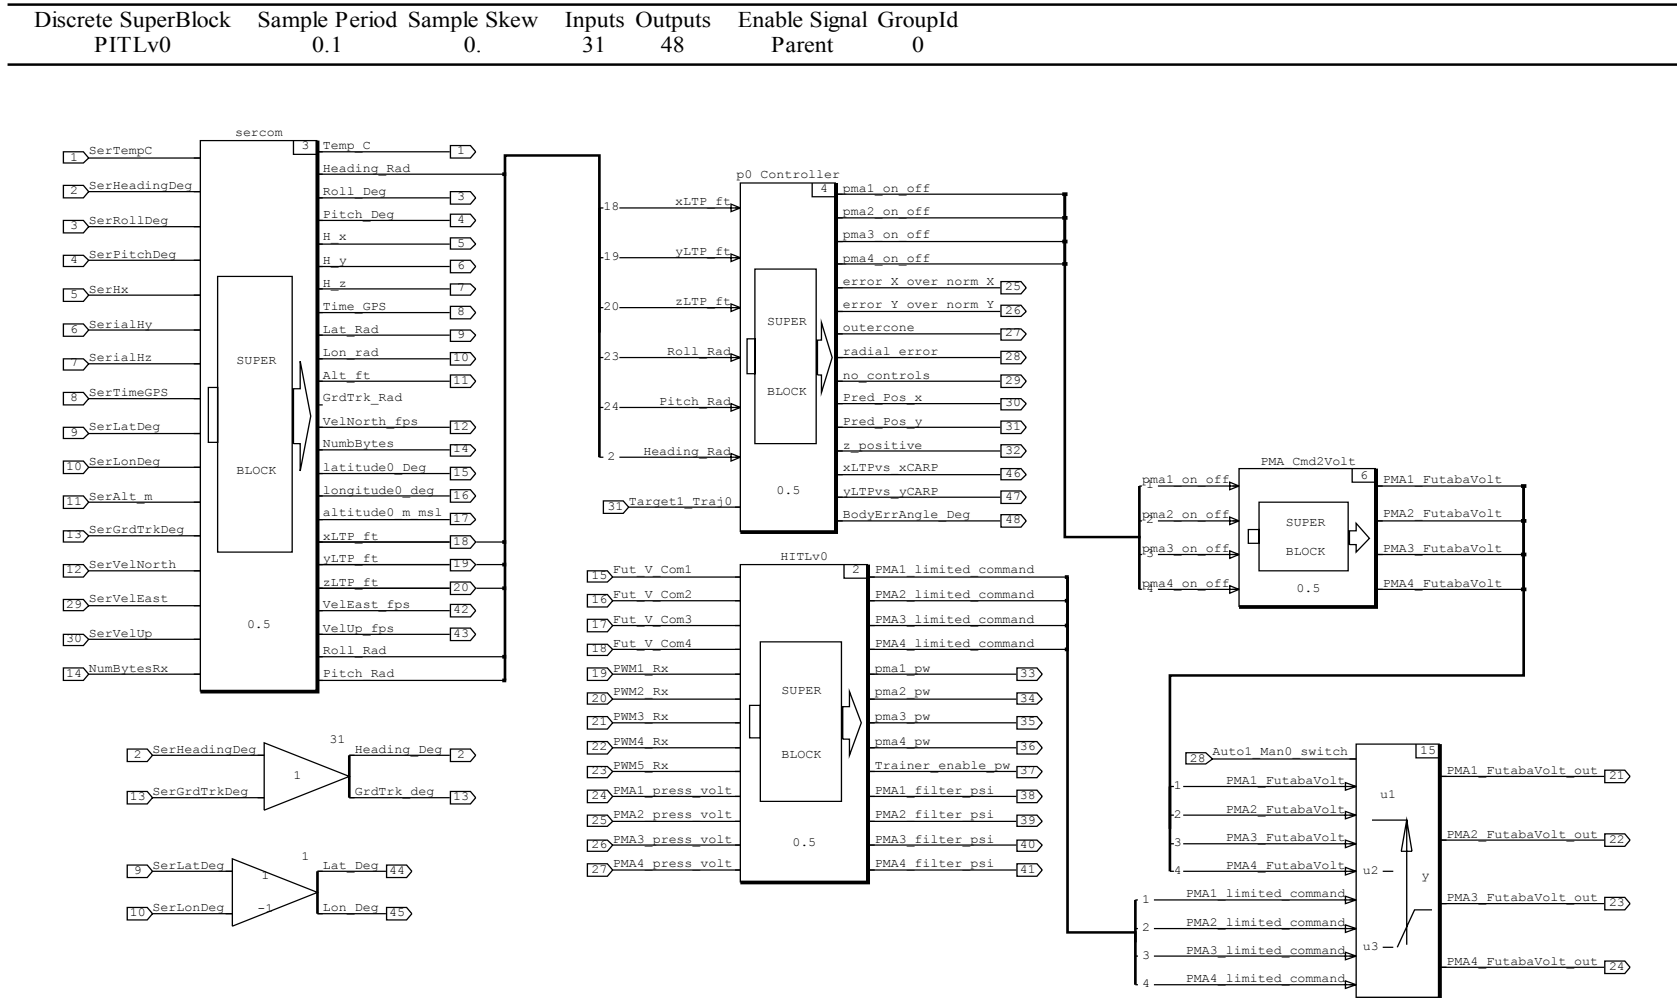 Discrete SuperBlock Sample Period Sample Skew Inputs Outputs Enable Signal GroupId
PITLv0 0.1 0. 31 48 Parent 0
sercom
3
1 SerTempC
2 SerHeadingDeg
3 SerRollDeg
4 SerPitchDeg
5 SerHx
6 SerialHy
7 SerialHz
8 SerTimeGPS
9 SerLatDeg
10 SerLonDeg
11 SerAlt_m
13 SerGrdTrkDeg
12 SerVelNorth
29 SerVelEast
30 SerVelUp
14 NumBytesRx
SUPER
BLOCK
0.5
Temp_C 1
Heading_Rad
Roll_Deg 3
Pitch_Deg 4
H_x 5
H_y 6
H_z 7
Time_GPS 8
Lat_Rad 9
Lon_rad 10
Alt_ft 11
GrdTrk_Rad
VelNorth_fps 12
NumbBytes 14
latitude0_Deg 15
longitude0_deg 16
altitude0_m_msl 17
xLTP_ft 18
yLTP_ft 19
zLTP_ft 20
VelEast_fps 42
VelUp_fps 43
Roll_Rad
Pitch_Rad
p0 Controller
4
18 xLTP_ft
19 yLTP_ft
20 zLTP_ft
23 Roll_Rad
24 Pitch_Rad
2 Heading_Rad
31 Target1_Traj0
SUPER
BLOCK
0.5
pma1_on_off
pma2_on_off
pma3_on_off
pma4_on_off
error_X_over_norm_X 25
error_Y_over_norm_Y 26
outercone 27
radial_error 28
no_controls 29
Pred_Pos_x 30
Pred_Pos_y 31
z_positive 32
xLTPvs_xCARP 46
yLTPvs_yCARP 47
BodyErrAngle_Deg 48
HITLv0
2
15 Fut_V_Com1
16 Fut_V_Com2
17 Fut_V_Com3
18 Fut_V_Com4
19 PWM1_Rx
20 PWM2_Rx
21 PWM3_Rx
22 PWM4_Rx
23 PWM5_Rx
24 PMA1_press_volt
25 PMA2_press_volt
26 PMA3_press_volt
27 PMA4_press_volt
SUPER
BLOCK
0.5
PMA1_limited_command
PMA2_limited_command
PMA3_limited_command
PMA4_limited_command
pma1_pw 33
pma2_pw 34
pma3_pw 35
pma4_pw 36
Trainer_enable_pw 37
PMA1_filter_psi 38
PMA2_filter_psi 39
PMA3_filter_psi 40
PMA4_filter_psi 41
PMA_Cmd2Volt
6
pma1_on_off
1
pma2_on_off
2
pma3_on_off
3
pma4_on_off
4
SUPER
BLOCK
0.5
PMA1_FutabaVolt
PMA2_FutabaVolt
PMA3_FutabaVolt
PMA4_FutabaVolt
15
28 Auto1_Man0_switch
1 PMA1_FutabaVolt
2 PMA2_FutabaVolt
3 PMA3_FutabaVolt
4 PMA4_FutabaVolt
1 PMA1_limited_command
2 PMA2_limited_command
3 PMA3_limited_command
4 PMA4_limited_command
u1
u2
y
u3
PMA1_FutabaVolt_out 21
PMA2_FutabaVolt_out 22
PMA3_FutabaVolt_out 23
PMA4_FutabaVolt_out 24
31
2 SerHeadingDeg
13 SerGrdTrkDeg
1
Heading_Deg 2
GrdTrk_deg 13
1
9 SerLatDeg
10 SerLonDeg
1
-1
Lat_Deg 44
Lon_Deg 45